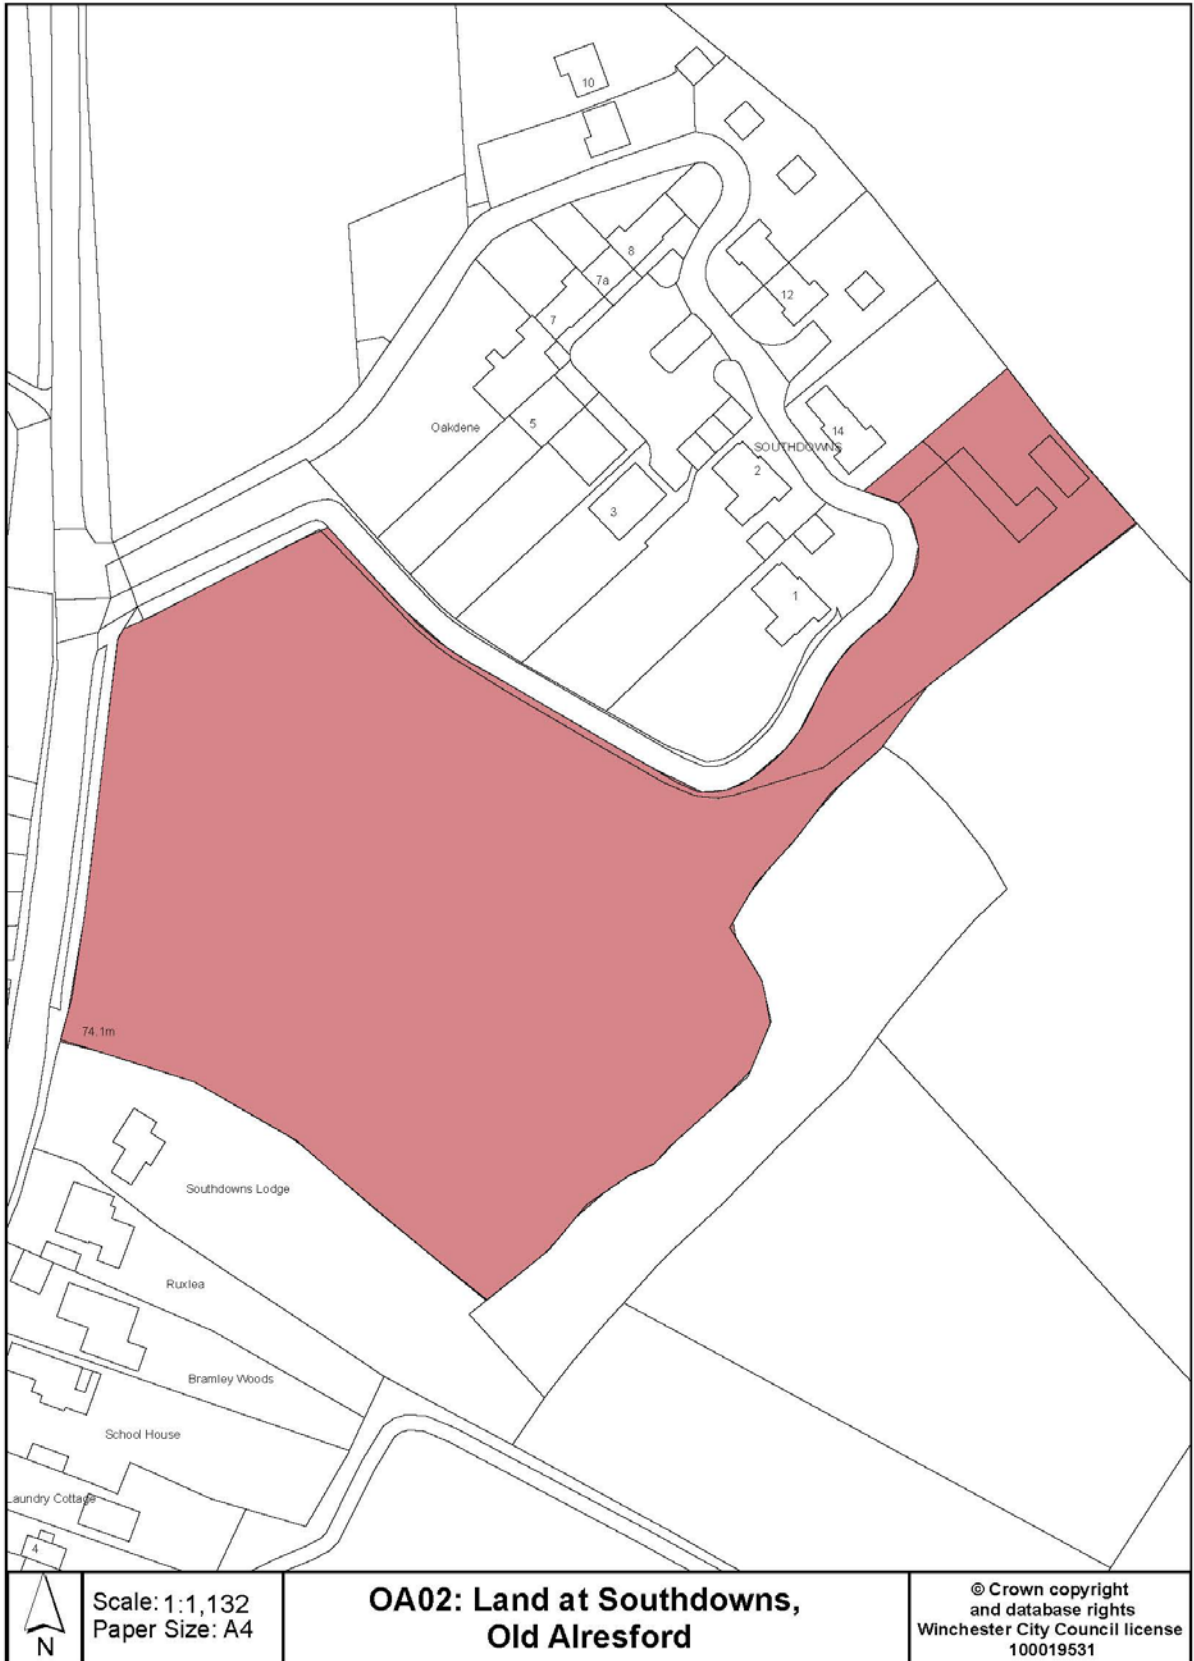 10
8
7a
12
7
Oakdene
5
14
SOUTHDOWNS
2
3
1
74.1m
Southdowns Lodge
Ruxlea
Bramley Woods
School House
Laundry Cottage
4
N
Scale: 1:1,132
Paper Size: A4
OA02: Land at Southdowns,
Old Alresford
© Crown copyright
and database rights
Winchester City Council license
100019531